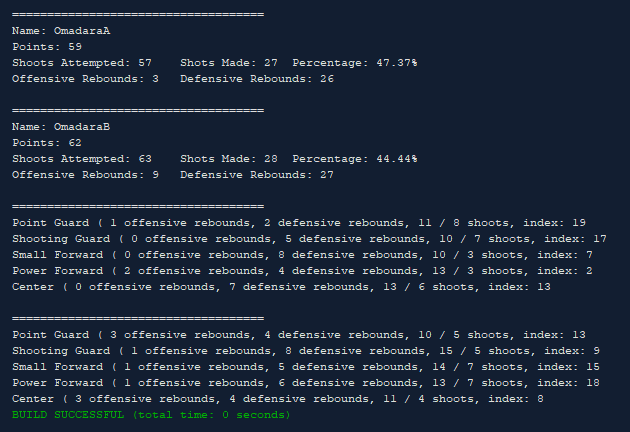 ====================================
Name: OmadaraA
Points: 59
Shoots Attempted: 57    Shots Made: 27  Percentage: 47.37%
Offensive Rebounds: 3   Defensive Rebounds: 26
====================================
Name: OmadaraB
Points: 62
Shoots Attempted: 63    Shots Made: 28  Percentage: 44.44%
Offensive Rebounds: 9   Defensive Rebounds: 27
====================================
Point Guard ( 1 offensive rebounds, 2 defensive rebounds, 11 / 8 shoots, index: 19
Shooting Guard ( 0 offensive rebounds, 5 defensive rebounds, 10 / 7 shoots, index: 17
Small Forward ( 0 offensive rebounds, 8 defensive rebounds, 10 / 3 shoots, index: 7
Power Forward ( 2 offensive rebounds, 4 defensive rebounds, 13 / 3 shoots, index: 2
Center ( 0 offensive rebounds, 7 defensive rebounds, 13 / 6 shoots, index: 13
====================================
Point Guard ( 3 offensive rebounds, 4 defensive rebounds, 10 / 5 shoots, index: 13
Shooting Guard ( 1 offensive rebounds, 8 defensive rebounds, 15 / 5 shoots, index: 9
Small Forward ( 1 offensive rebounds, 5 defensive rebounds, 14 / 7 shoots, index: 15
Power Forward ( 1 offensive rebounds, 6 defensive rebounds, 13 / 7 shoots, index: 18
Center ( 3 offensive rebounds, 4 defensive rebounds, 11 / 4 shoots, index: 8
BUILD SUCCESSFUL (total time: 0 seconds)